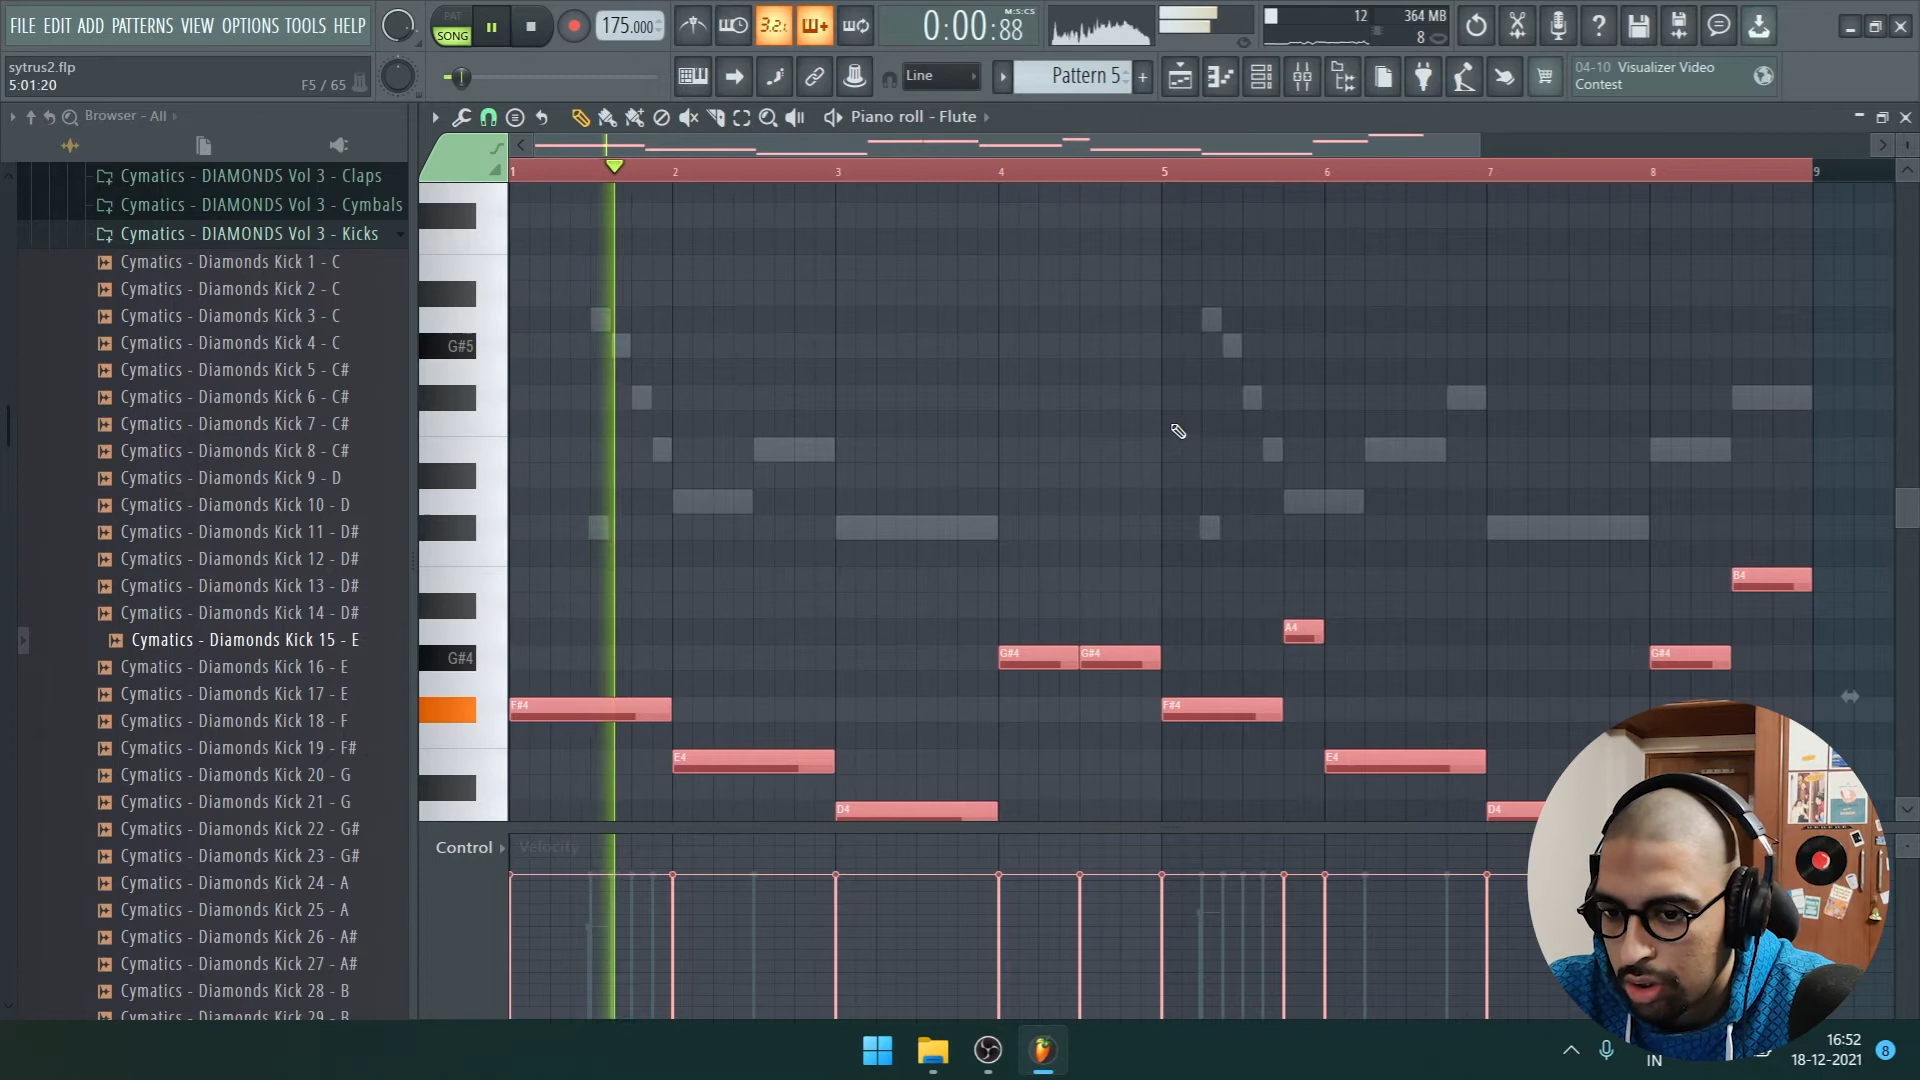 FILE EDIT ADD PATTERNS VIEW OPTIONS TOOLS HELP
PAT
SONG
175.000
3.2.
0:00:88
M:S:CS
12
364 MB
8
sytrus2.flp
5:01:20
F5 / 65
Line
Pattern 5
04-10 Visualizer Video
Contest
Browser - All
Piano roll - Flute
Cymatics - DIAMONDS Vol 3 - Claps
Cymatics - DIAMONDS Vol 3 - Cymbals
Cymatics - DIAMONDS Vol 3 - Kicks
Cymatics - Diamonds Kick 1 - C
Cymatics - Diamonds Kick 2 - C
Cymatics - Diamonds Kick 3 - C
Cymatics - Diamonds Kick 4 - C
Cymatics - Diamonds Kick 5 - C#
Cymatics - Diamonds Kick 6 - C#
Cymatics - Diamonds Kick 7 - C#
Cymatics - Diamonds Kick 8 - C#
Cymatics - Diamonds Kick 9 - D
Cymatics - Diamonds Kick 10 - D
Cymatics - Diamonds Kick 11 - D#
Cymatics - Diamonds Kick 12 - D#
Cymatics - Diamonds Kick 13 - D#
Cymatics - Diamonds Kick 14 - D#
Cymatics - Diamonds Kick 15 - E
Cymatics - Diamonds Kick 16 - E
Cymatics - Diamonds Kick 17 - E
Cymatics - Diamonds Kick 18 - F
Cymatics - Diamonds Kick 19 - F#
Cymatics - Diamonds Kick 20 - G
Cymatics - Diamonds Kick 21 - G
Cymatics - Diamonds Kick 22 - G#
Cymatics - Diamonds Kick 23 - G#
Cymatics - Diamonds Kick 24 - A
Cymatics - Diamonds Kick 25 - A
Cymatics - Diamonds Kick 26 - A#
Cymatics - Diamonds Kick 27 - A#
Cymatics - Diamonds Kick 28 - B
Cymatics - Diamonds Kick 29 - B
1 2 3 4 5 6 7 8 9
G#5
B4
A4
G#4 G#4 G#4 G#4
F#4 F#4
E4 E4
D4 D4
Control
Velocity
16:52
IN
18-12-2021
8